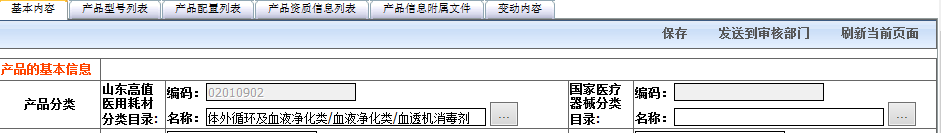 基本内容 产品型号列表 产品配置列表 产品资质信息列表 产品信息附属文件 变动内容
保存 发送到审核部门 刷新当前页面
产品的基本信息
产品分类
山东高值
医用耗材
分类目录:
编码: 02010902
名称: 体外循环及血液净化类/血液净化类/血透机消毒剂 ...
国家医疗
器械分类
目录:
编码:
名称: ...